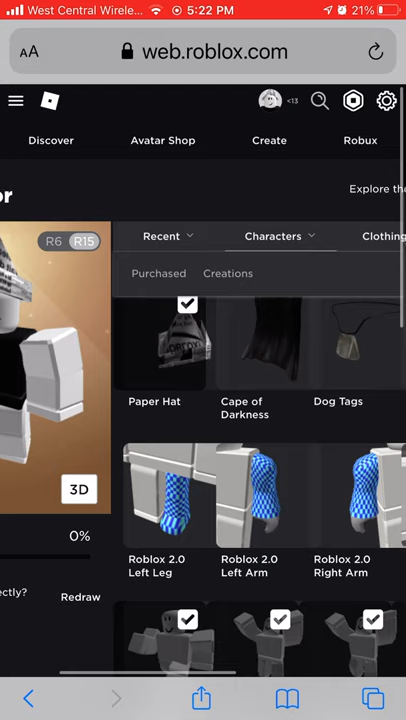 West Central Wirele...
5:22 PM
21%
AA
web.roblox.com
<13
Discover
Avatar Shop
Create
Robux
or
Explore the
R6
R15
Recent
Characters
Clothing
Purchased
Creations
Paper Hat
Cape of
Darkness
Dog Tags
3D
0%
Roblox 2.0
Left Leg
Roblox 2.0
Left Arm
Roblox 2.0
Right Arm
ectly?
Redraw